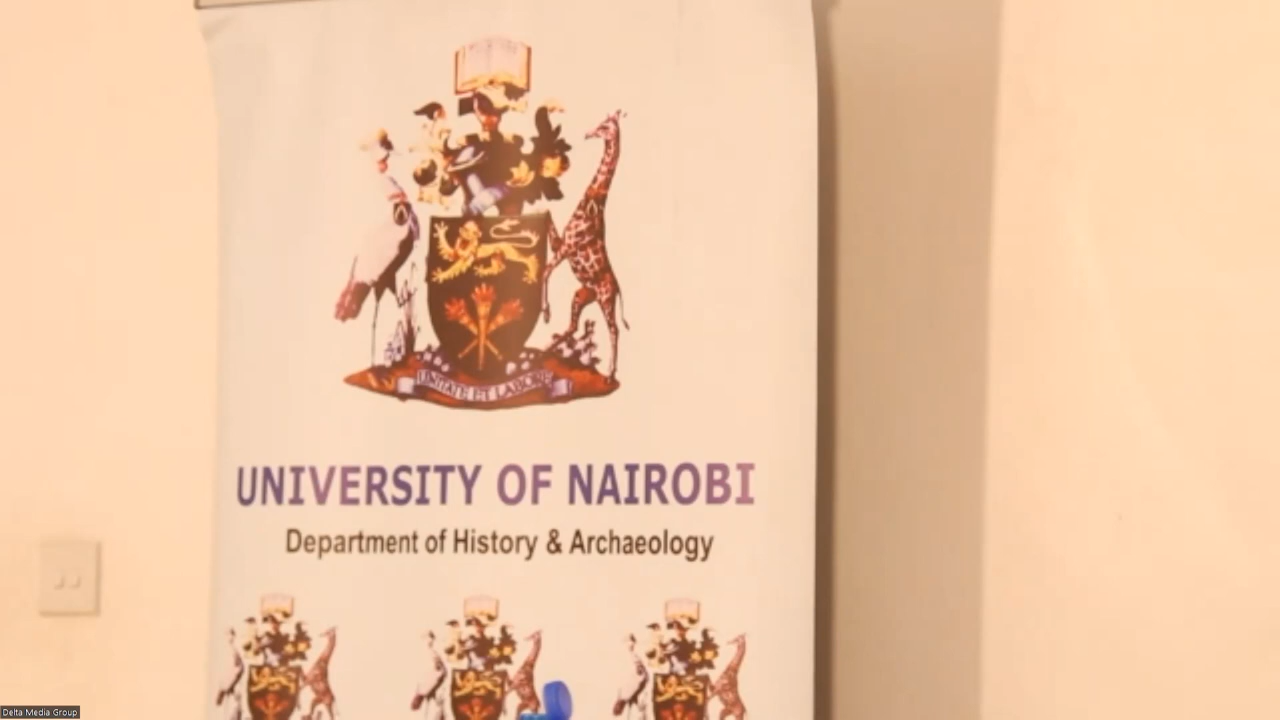 UNITATE ET LABORE
UNIVERSITY OF NAIROBI
Department of History & Archaeology
Delta Media Group